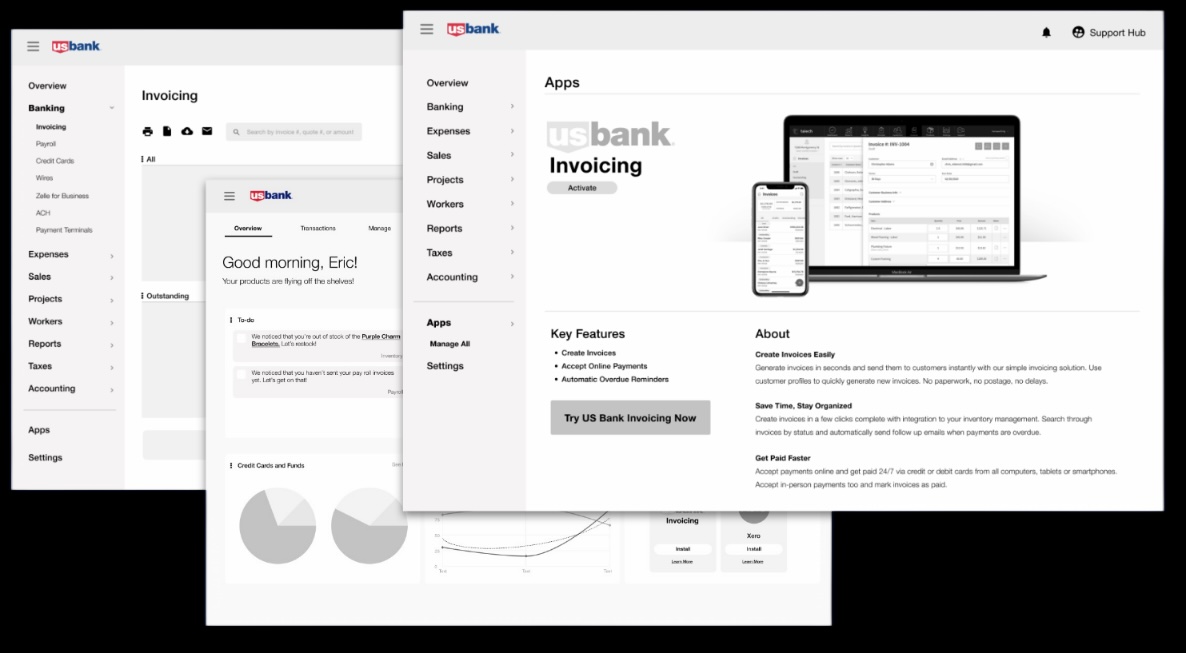 usbank
Overview
Banking
Invoicing
Payroll
Credit Cards
Wires
Zelle for Business
ACH
Payment Terminals
Expenses
Sales
Projects
Workers
Reports
Taxes
Accounting
Apps
Settings
Invoicing
Search by invoice #, quote #, or amount
All
Outstanding
usbank
Overview
Transactions
Manage
Good morning, Eric!
Your products are flying off the shelves!
To-do
We noticed that you're out of stock of the Purple Charm
Bracelets. Let's restock!
Inventory
We noticed that you haven't sent your pay roll invoices
yet. Let's get on that!
Payroll
Credit Cards and Funds
Tue
Tue
Invoicing
Install
Learn More
Xero
Install
Learn More
usbank
Support Hub
Overview
Banking
Expenses
Sales
Projects
Workers
Reports
Taxes
Accounting
Apps
Manage All
Settings
Apps
usbank
Invoicing
Activate
Invoices
MacBook Air
Key Features
• Create Invoices
• Accept Online Payments
• Automatic Overdue Reminders
Try US Bank Invoicing Now
About
Create Invoices Easily
Generate invoices in seconds and send them to customers instantly with our simple invoicing solution. Use
customer profiles to quickly generate new invoices. No paperwork, no postage, no delays.
Save Time, Stay Organized
Create invoices in a few clicks complete with integration to your inventory management. Search through
invoices by status and automatically send follow up emails when payments are overdue.
Get Paid Faster
Accept payments online and get paid 24/7 via credit or debit cards from all computers, tablets or smartphones.
Accept in-person payments too and mark invoices as paid.